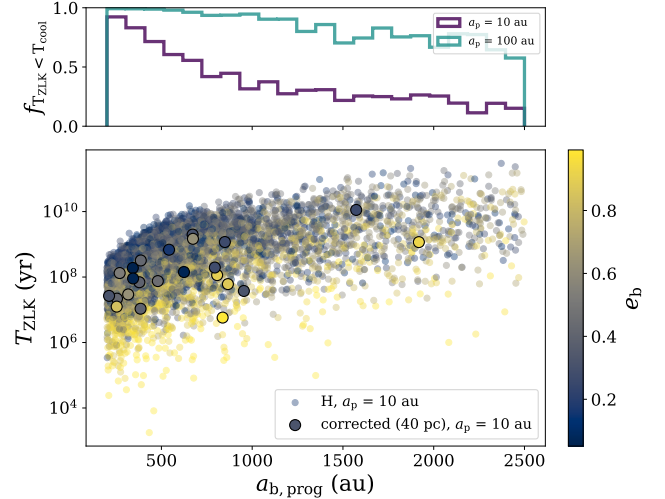 1.0
0.5
0.0
f_{T_{ZLK} < T_{cool}}
a_p = 10 au
a_p = 100 au
10^{10}
10^8
10^6
10^4
T_{ZLK} (yr)
H, a_p = 10 au
corrected (40 pc), a_p = 10 au
500
1000
1500
2000
2500
a_{b, prog} (au)
0.8
0.6
0.4
0.2
e_b